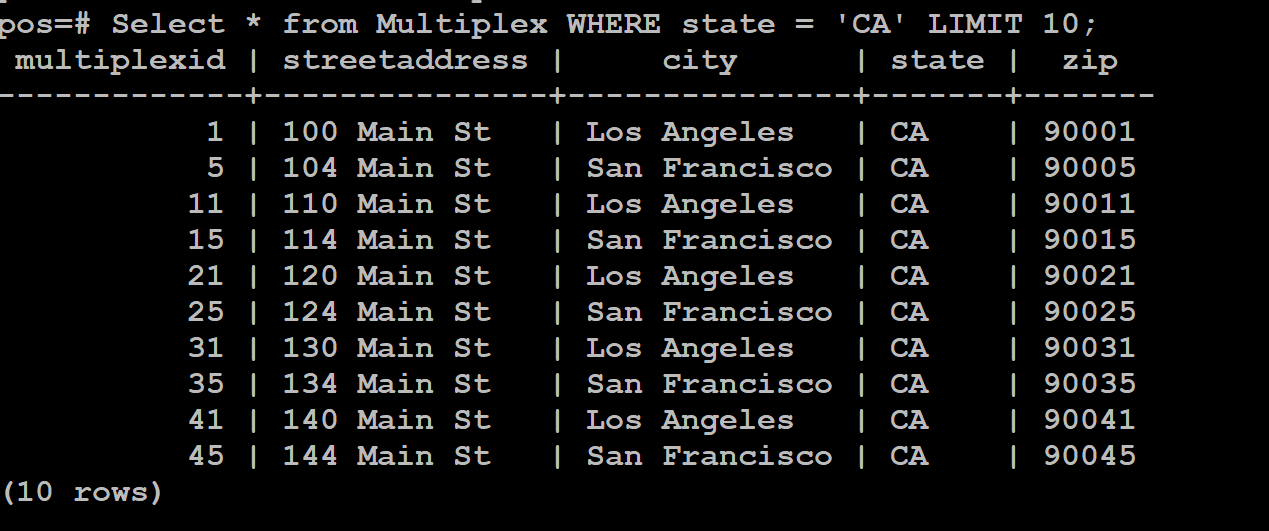 pos=# Select * from Multiplex WHERE state = 'CA' LIMIT 10;
 multiplexid | streetaddress |     city      | state |  zip
-------------+---------------+---------------+-------+-------
           1 | 100 Main St   | Los Angeles   | CA    | 90001
           5 | 104 Main St   | San Francisco | CA    | 90005
          11 | 110 Main St   | Los Angeles   | CA    | 90011
          15 | 114 Main St   | San Francisco | CA    | 90015
          21 | 120 Main St   | Los Angeles   | CA    | 90021
          25 | 124 Main St   | San Francisco | CA    | 90025
          31 | 130 Main St   | Los Angeles   | CA    | 90031
          35 | 134 Main St   | San Francisco | CA    | 90035
          41 | 140 Main St   | Los Angeles   | CA    | 90041
          45 | 144 Main St   | San Francisco | CA    | 90045
(10 rows)